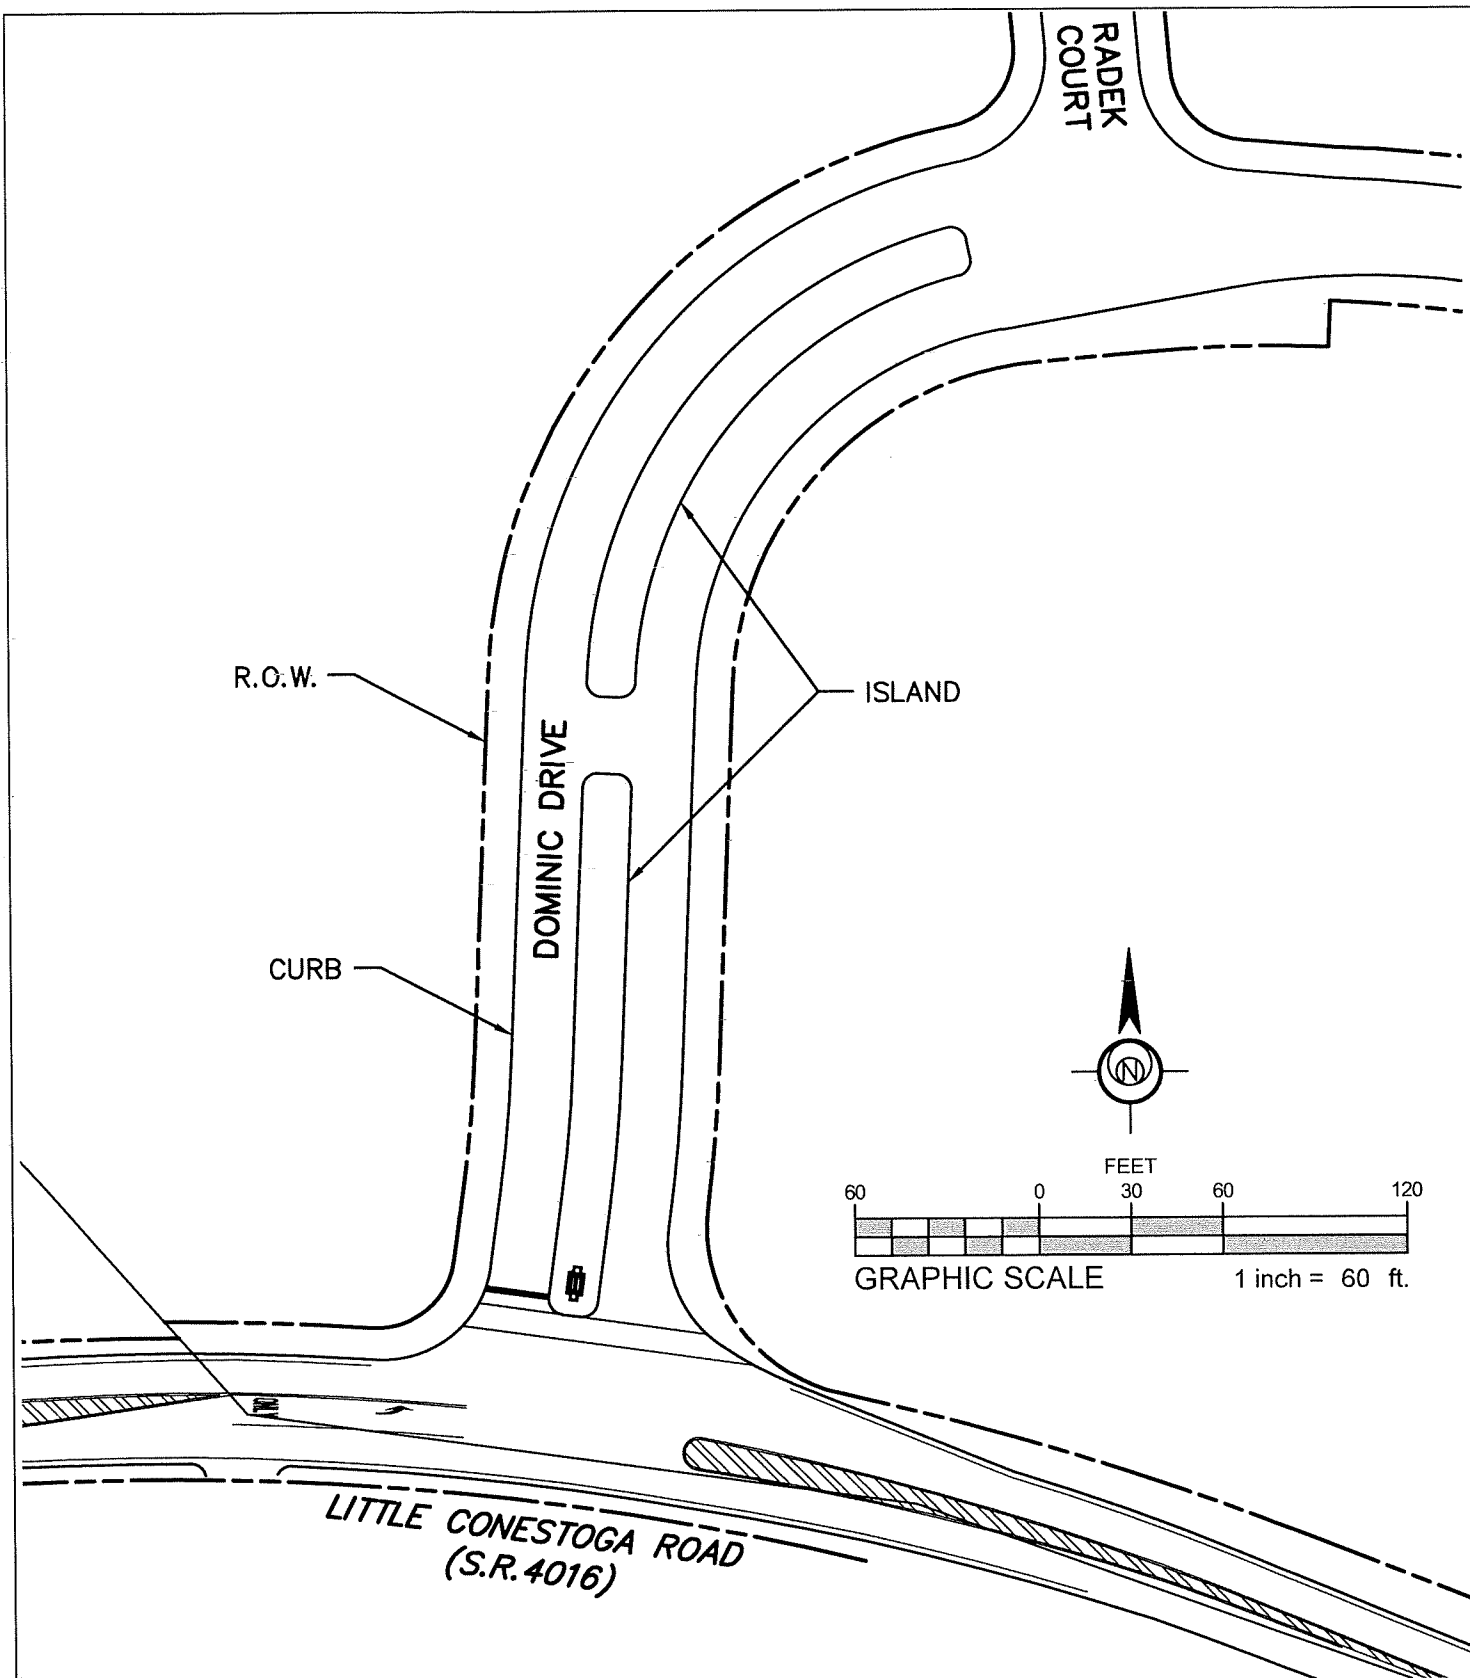 RADEK
COURT
R.O.W.
ISLAND
DOMINIC DRIVE
CURB
N
FEET
60 0 30 60 120
GRAPHIC SCALE 1 inch = 60 ft.
ONLY
LITTLE CONESTOGA ROAD
(S.R. 4016)